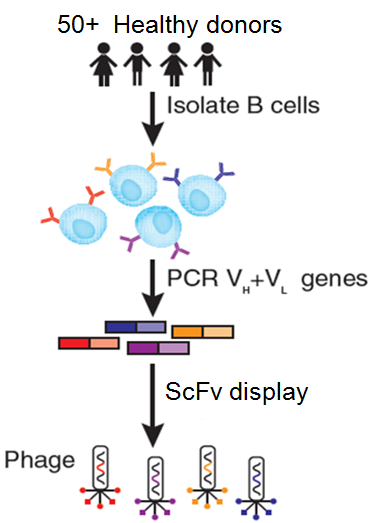 50+ Healthy donors
Isolate B cells
PCR VH+VL genes
ScFv display
Phage